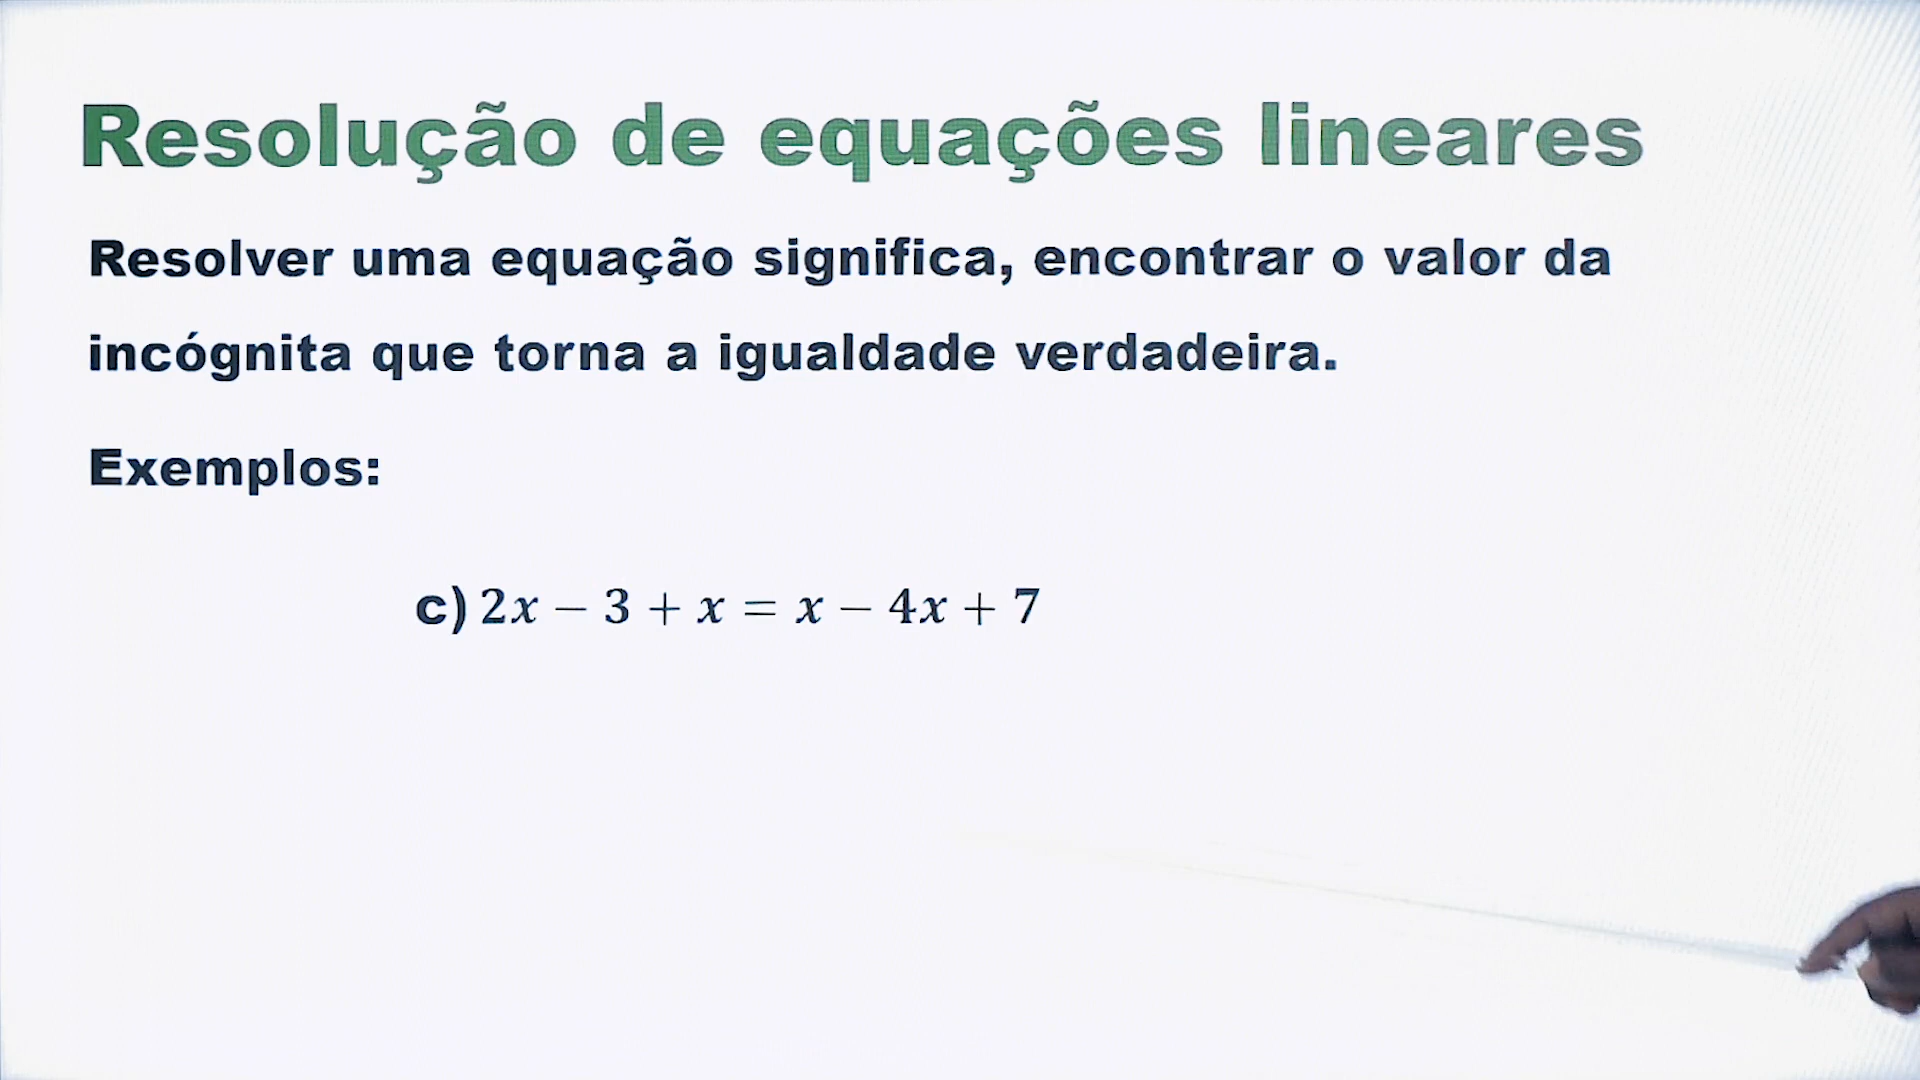 Resolução de equações lineares
Resolver uma equação significa, encontrar o valor da
incógnita que torna a igualdade verdadeira.
Exemplos:
c) 2x − 3 + x = x − 4x + 7